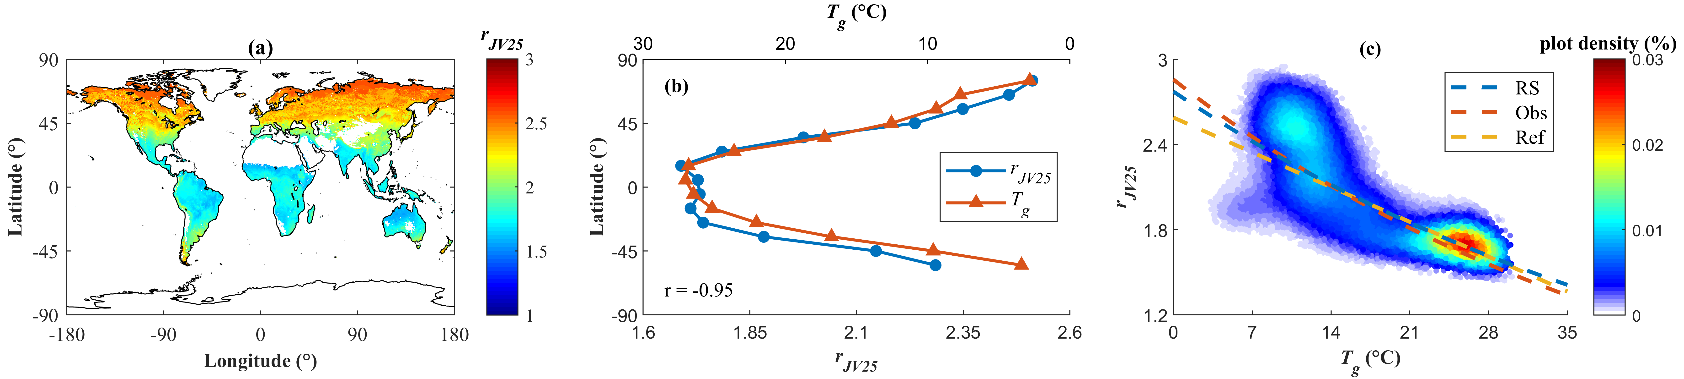 (a)
r_JV25
90
45
0
-45
-90
Latitude (°)
-180
-90
0
90
180
Longitude (°)
3
2.5
2
1.5
1
T_g (°C)
30
20
10
0
(b)
90
45
0
-45
-90
Latitude (°)
r_JV25
T_g
r = -0.95
1.6
1.85
2.1
2.35
2.6
r_JV25
(c)
plot density (%)
3
2.4
1.8
1.2
r_JV25
RS
Obs
Ref
0
7
14
21
28
35
T_g (°C)
0.03
0.02
0.01
0